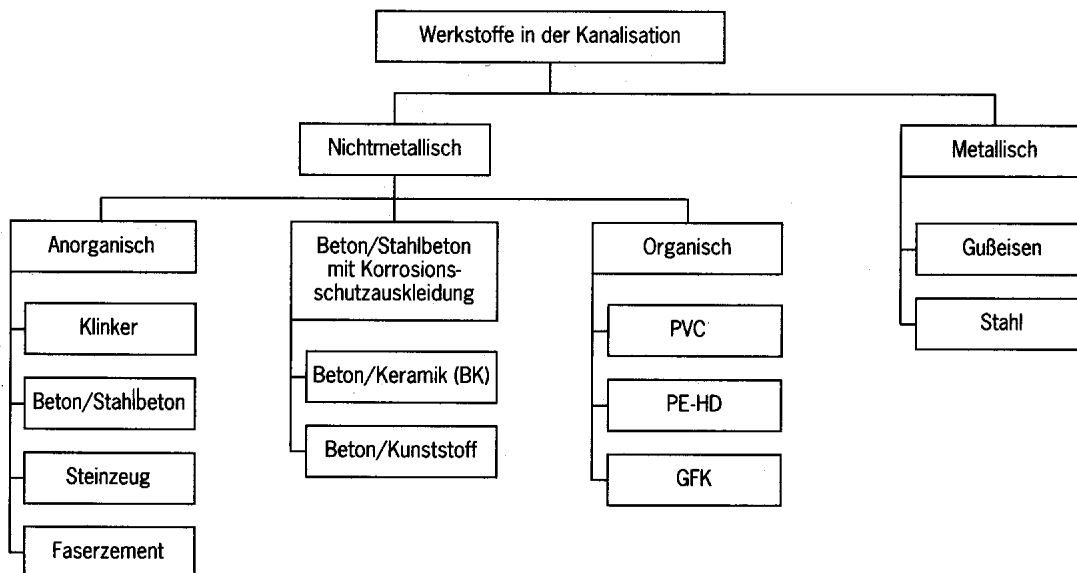 Werkstoffe in der Kanalisation
Nichtmetallisch
Metallisch
Anorganisch
Klinker
Beton/Stahlbeton
Steinzeug
Faserzement
Beton/Stahlbeton
mit Korrosions-
schutzauskleidung
Beton/Keramik (BK)
Beton/Kunststoff
Organisch
PVC
PE-HD
GFK
Gußeisen
Stahl